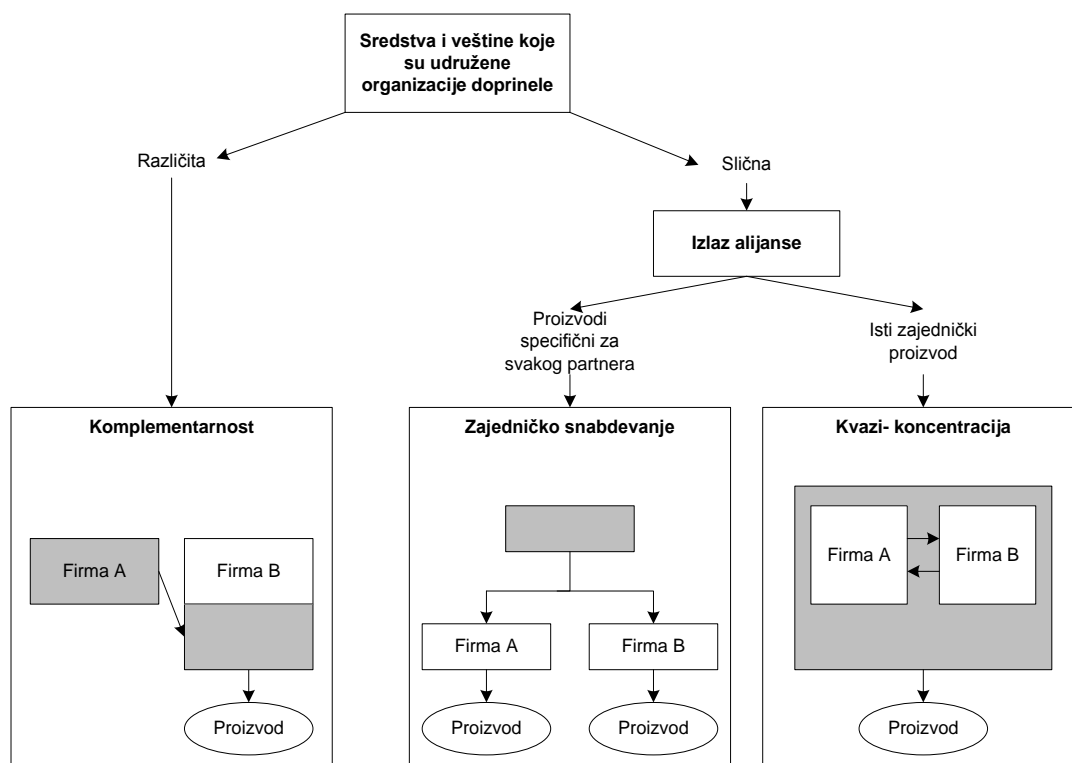 Sredstva i veštine koje
su udružene
organizacije doprinele
Različita
Slična
Izlaz alijanse
Proizvodi
specifični za
svakog partnera
Isti zajednički
proizvod
Komplementarnost
Firma A
Firma B
Proizvod
Zajedničko snabdevanje
Firma A
Firma B
Proizvod
Proizvod
Kvazi- koncentracija
Firma A
Firma B
Proizvod